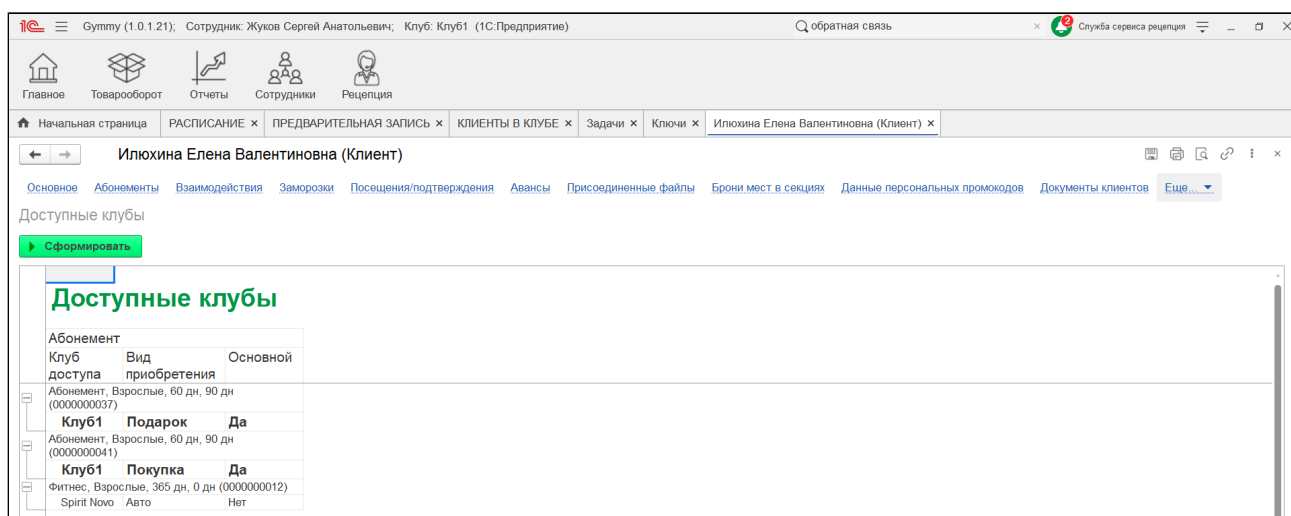 1С Gymmy (1.0.1.21); Сотрудник: Жуков Сергей Анатольевич; Клуб: Клуб1 (1С:Предприятие) обратная связь × 2 Служба сервиса рецепция
Главное Товарооборот Отчеты Сотрудники Рецепция
Начальная страница РАСПИСАНИЕ × ПРЕДВАРИТЕЛЬНАЯ ЗАПИСЬ × КЛИЕНТЫ В КЛУБЕ × Задачи × Ключи × Илюхина Елена Валентиновна (Клиент) ×
Илюхина Елена Валентиновна (Клиент)
Основное Абонементы Взаимодействия Заморозки Посещения/подтверждения Авансы Присоединенные файлы Брони мест в секциях Данные персональных промокодов Документы клиентов Еще...
Доступные клубы
Сформировать
Доступные клубы
Абонемент
Клуб Вид Основной
доступа приобретения
Абонемент, Взрослые, 60 дн, 90 дн
(0000000037)
Клуб1 Подарок Да
Абонемент, Взрослые, 60 дн, 90 дн
(0000000041)
Клуб1 Покупка Да
Фитнес, Взрослые, 365 дн, 0 дн (0000000012)
Spirit Novo Авто Нет